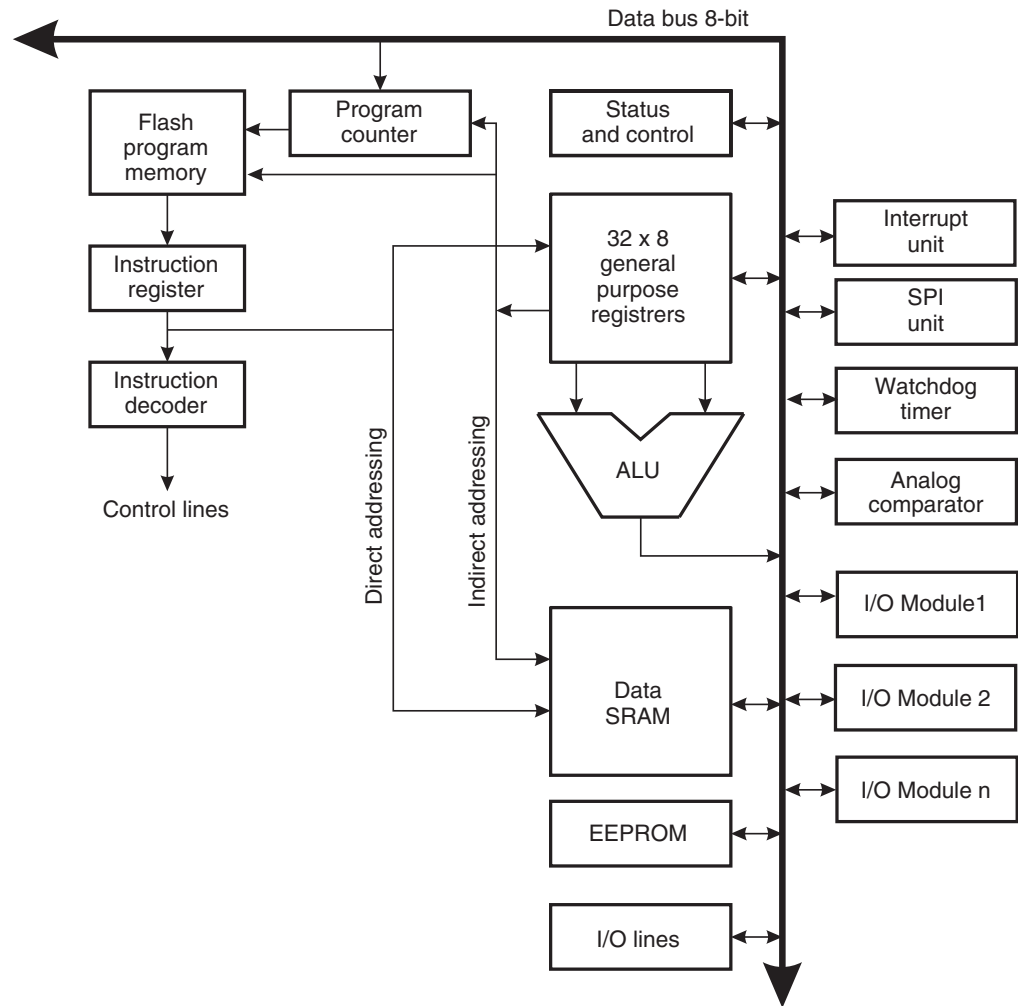 Data bus 8-bit
Flash
program
memory
Program
counter
Status
and control
Instruction
register
32 x 8
general
purpose
registrers
Interrupt
unit
SPI
unit
Instruction
decoder
Watchdog
timer
Control lines
Direct addressing
Indirect addressing
ALU
Analog
comparator
I/O Module1
Data
SRAM
I/O Module 2
I/O Module n
EEPROM
I/O lines